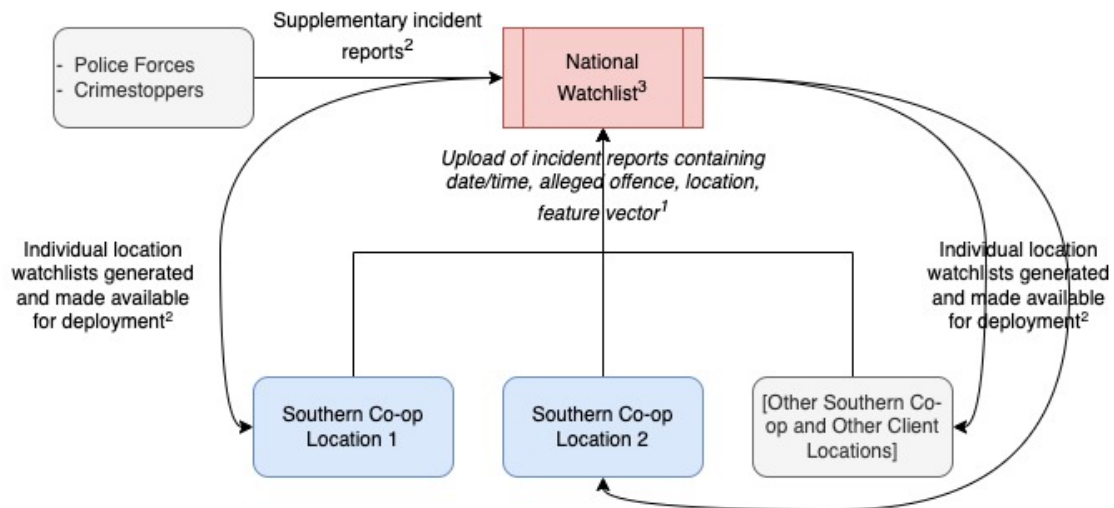 Supplementary incident
reports²
- Police Forces
- Crimestoppers
National
Watchlist³
Upload of incident reports containing
date/time, alleged offence, location,
feature vector¹
Individual location
watchlists generated
and made available
for deployment²
Individual location
watchlists generated
and made available
for deployment²
Southern Co-op
Location 1
Southern Co-op
Location 2
[Other Southern Co-
op and Other Client
Locations]